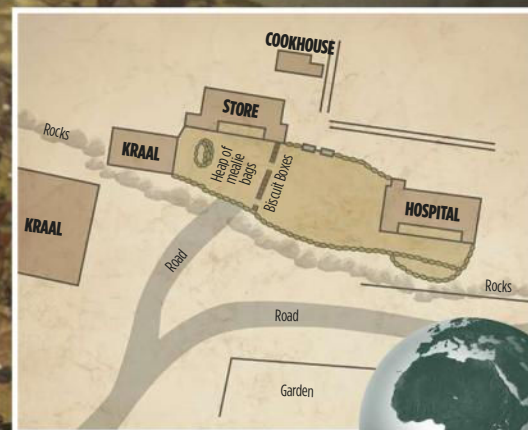 COOKHOUSE
STORE
Rocks
KRAAL
Heap of
mealie
bags
Biscuit Boxes
HOSPITAL
KRAAL
Road
Rocks
Road
Garden